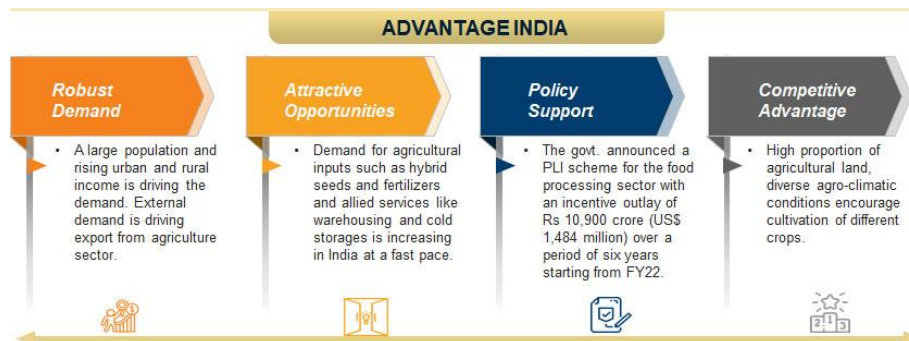 ADVANTAGE INDIA
Robust
Demand
• A large population and
rising urban and rural
income is driving the
demand. External
demand is driving
export from agriculture
sector.
Attractive
Opportunities
• Demand for agricultural
inputs such as hybrid
seeds and fertilizers
and allied services like
warehousing and cold
storages is increasing
in India at a fast pace.
Policy
Support
• The govt. announced a
PLI scheme for the food
processing sector with
an incentive outlay of
Rs 10,900 crore (US$
1,484 million) over a
period of six years
starting from FY22.
Competitive
Advantage
• High proportion of
agricultural land,
diverse agro-climatic
conditions encourage
cultivation of different
crops.
2 1 3